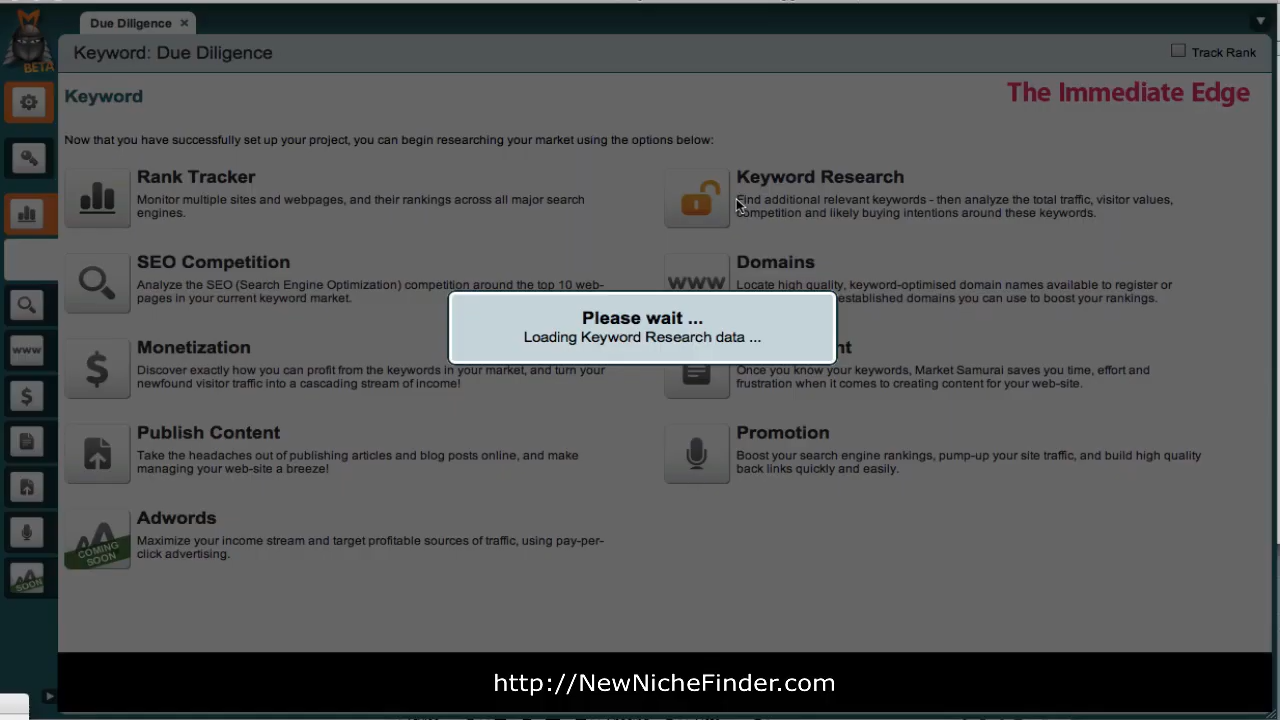 Due Diligence ×
BETA
Keyword: Due Diligence
Track Rank
Keyword
The Immediate Edge
Now that you have successfully set up your project, you can begin researching your market using the options below:
Rank Tracker
Monitor multiple sites and webpages, and their rankings across all major search
engines.
Keyword Research
Find additional relevant keywords - then analyze the total traffic, visitor values,
competition and likely buying intentions around these keywords.
SEO Competition
Analyze the SEO (Search Engine Optimization) competition around the top 10 web-
pages in your current keyword market.
WWW
Domains
Locate high quality, keyword-optimised domain names available to register or
established domains you can use to boost your rankings.
Please wait ...
Loading Keyword Research data ...
WWW
Monetization
Discover exactly how you can profit from the keywords in your market, and turn your
newfound visitor traffic into a cascading stream of income!
nt
Once you know your keywords, Market Samurai saves you time, effort and
frustration when it comes to creating content for your web-site.
$
$
Publish Content
Take the headaches out of publishing articles and blog posts online, and make
managing your web-site a breeze!
Promotion
Boost your search engine rankings, pump-up your site traffic, and build high quality
back links quickly and easily.
Adwords
Maximize your income stream and target profitable sources of traffic, using pay-per-
click advertising.
COMING
SOON
SOON
http://NewNicheFinder.com